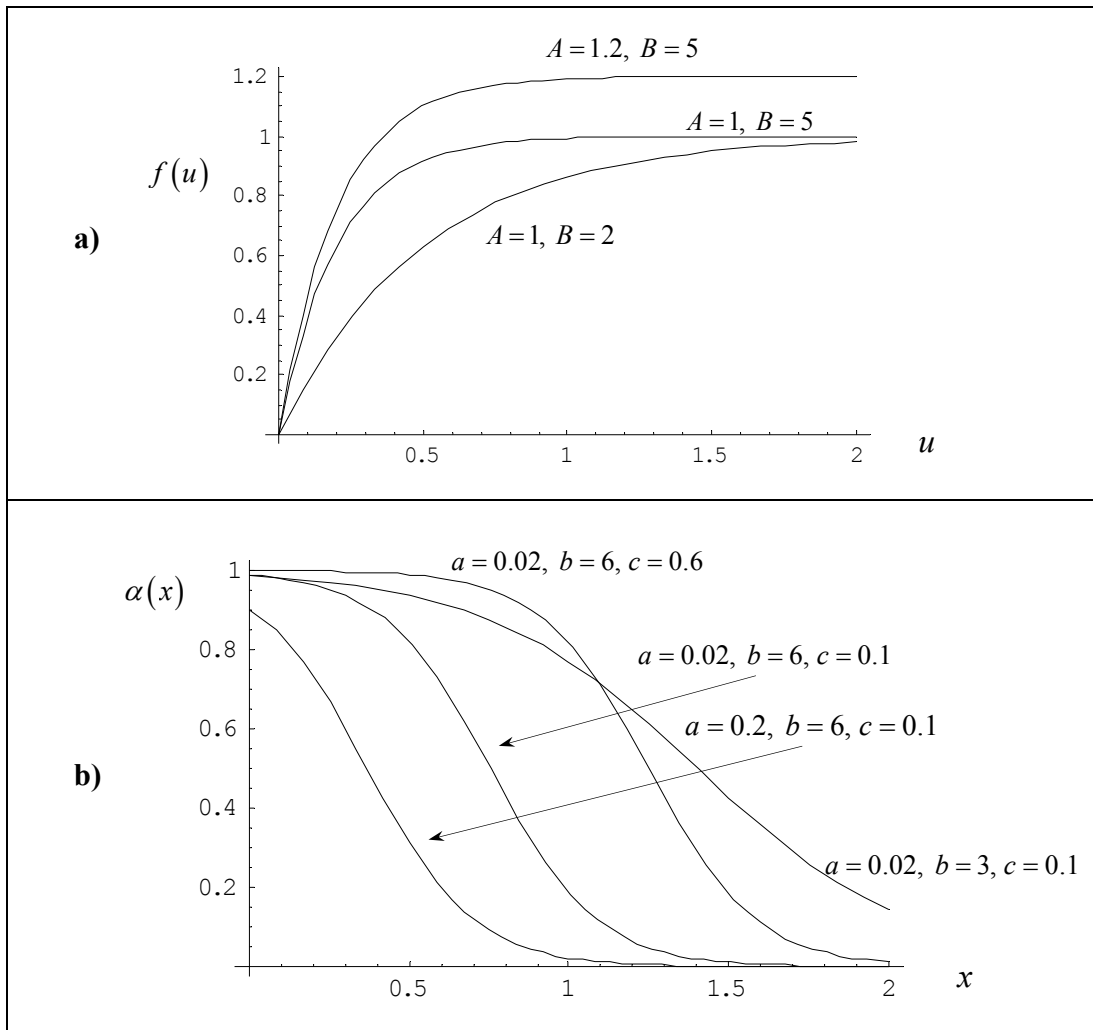 A = 1.2, B = 5
1.2
A = 1, B = 5
1
f(u)
0.8
a)
A = 1, B = 2
0.6
0.4
0.2
0.5 1 1.5 2
u
a = 0.02, b = 6, c = 0.6
1
α(x)
0.8
a = 0.02, b = 6, c = 0.1
0.6
a = 0.2, b = 6, c = 0.1
b)
0.4
a = 0.02, b = 3, c = 0.1
0.2
0.5 1 1.5 2
x